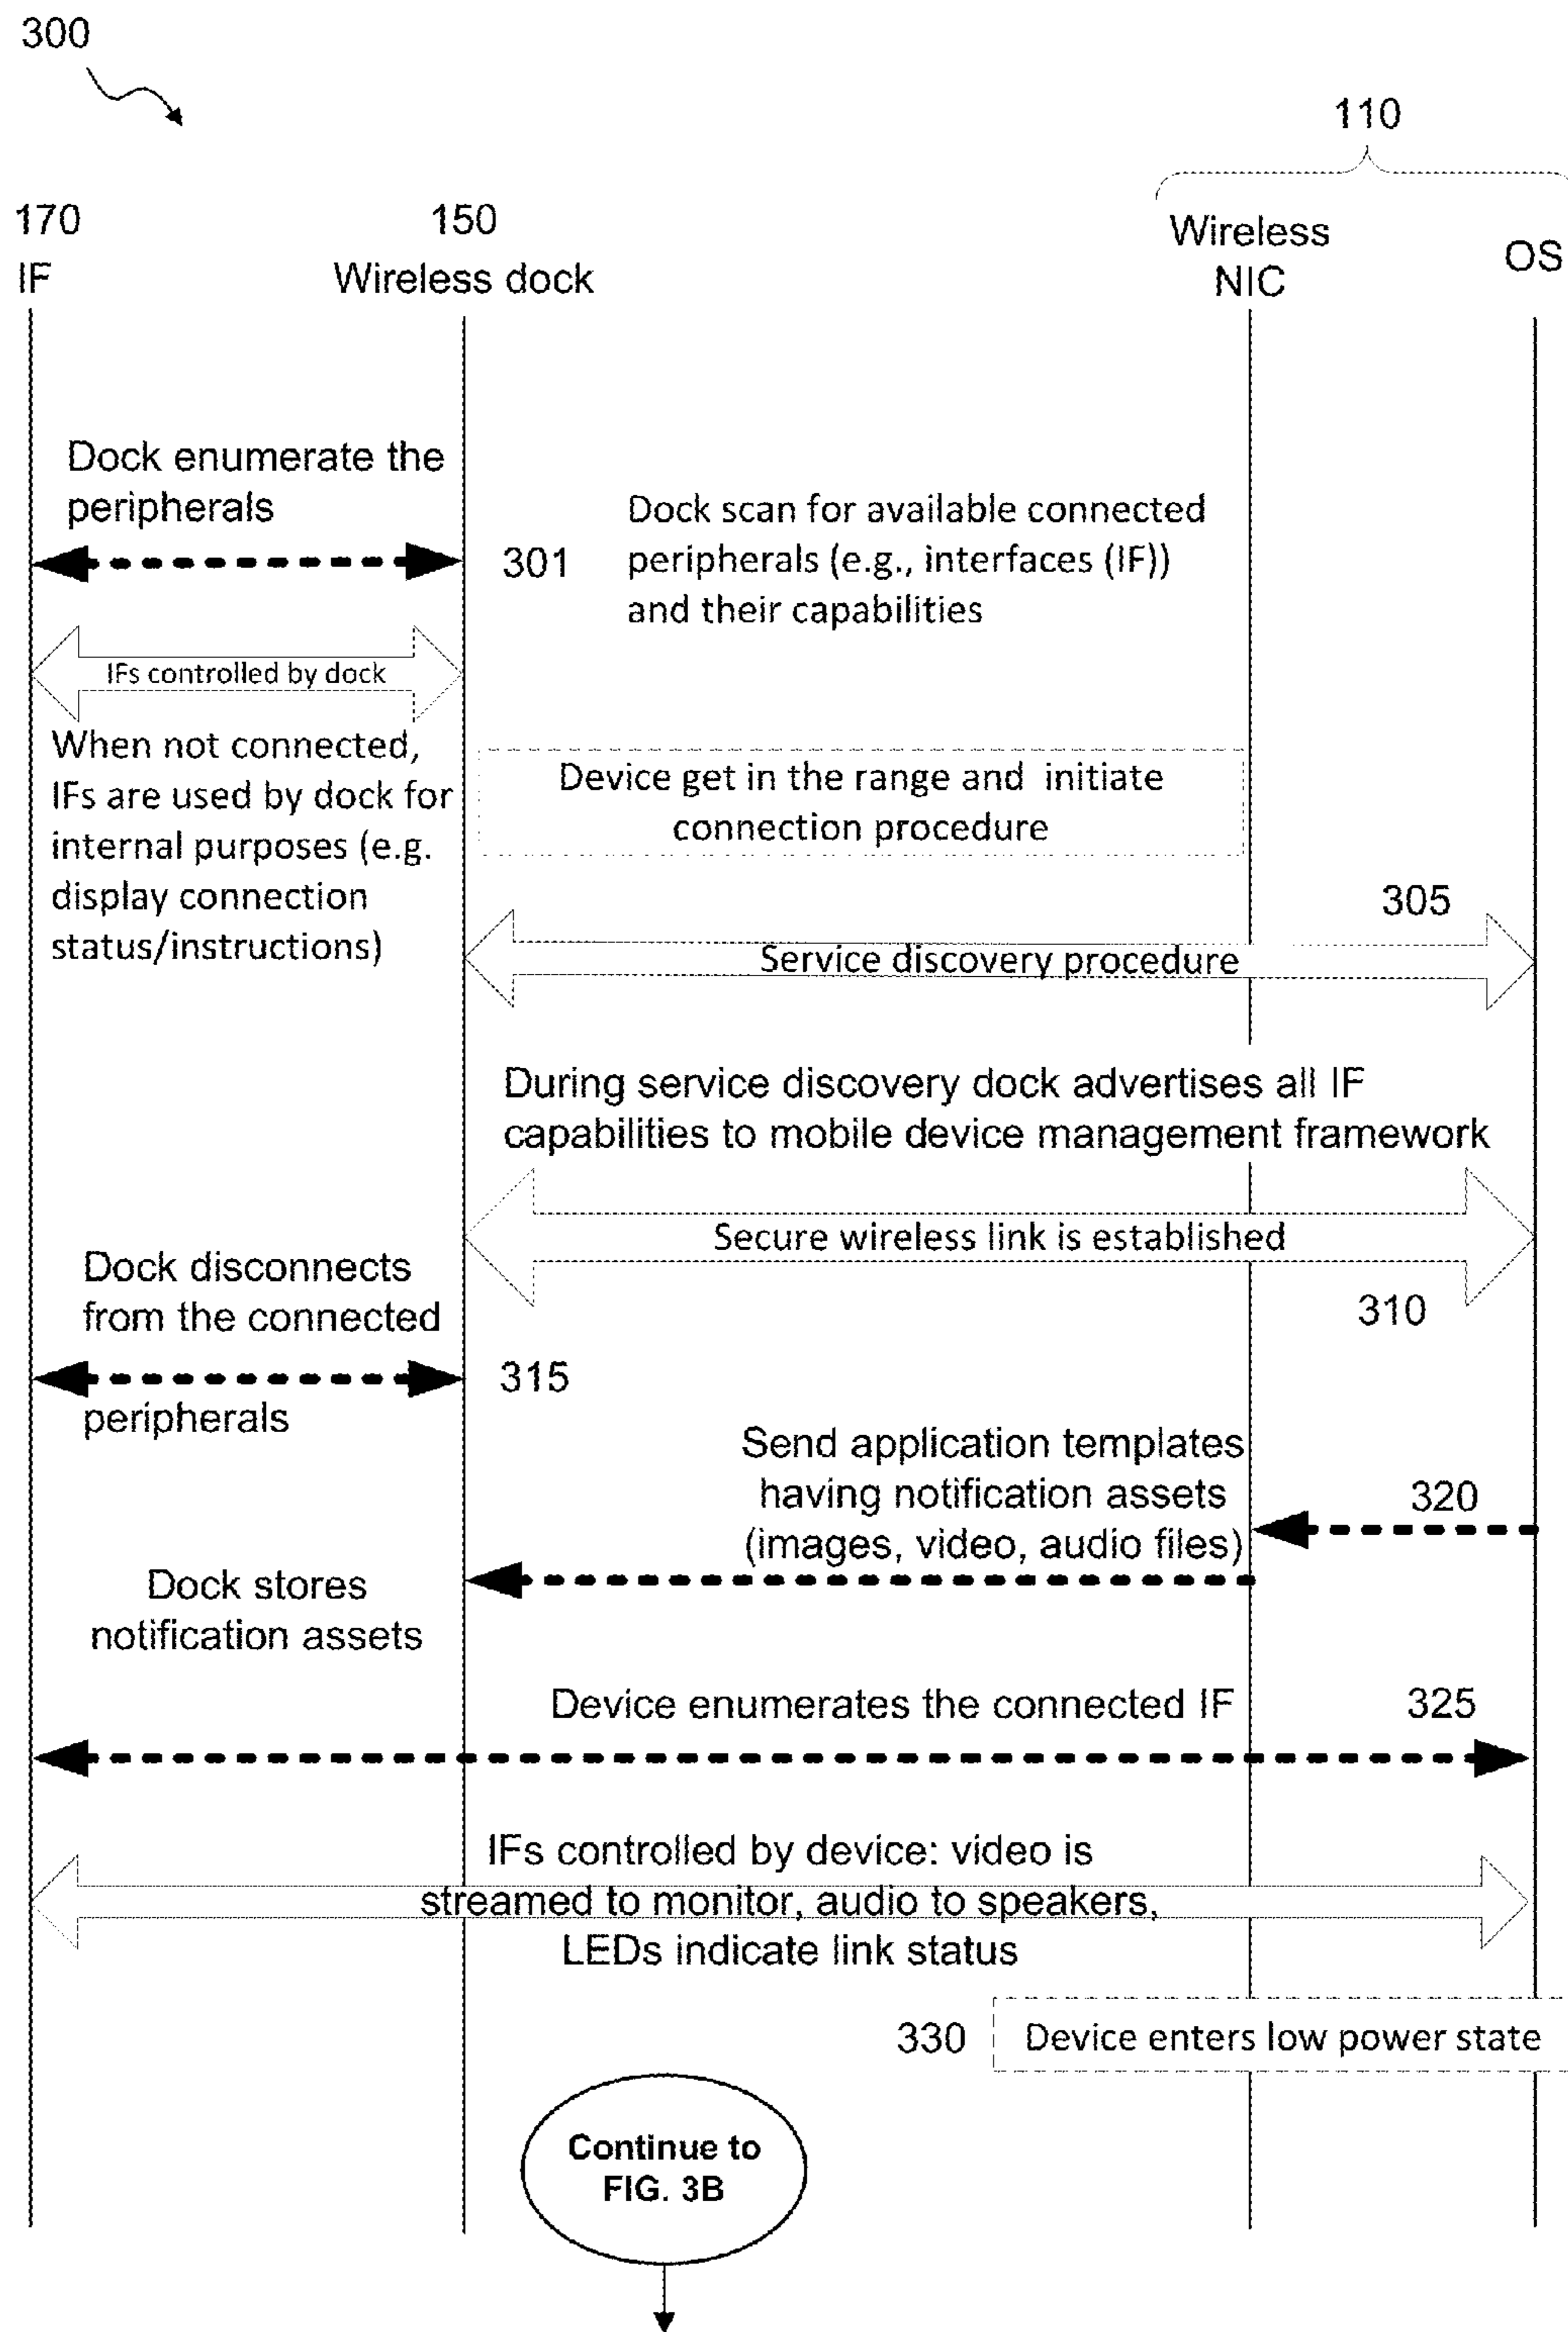 300
110
170
150
Wireless
NIC
OS
IF
Wireless dock
Dock enumerate the
peripherals
301
Dock scan for available connected
peripherals (e.g., interfaces (IF))
and their capabilities
IFs controlled by dock
When not connected,
IFs are used by dock for
internal purposes (e.g.
display connection
status/instructions)
Device get in the range and initiate
connection procedure
305
Service discovery procedure
During service discovery dock advertises all IF
capabilities to mobile device management framework
Secure wireless link is established
310
Dock disconnects
from the connected
peripherals
315
Send application templates
having notification assets
(images, video, audio files)
320
Dock stores
notification assets
Device enumerates the connected IF
325
IFs controlled by device: video is
streamed to monitor, audio to speakers,
LEDs indicate link status
330
Device enters low power state
Continue to
FIG. 3B